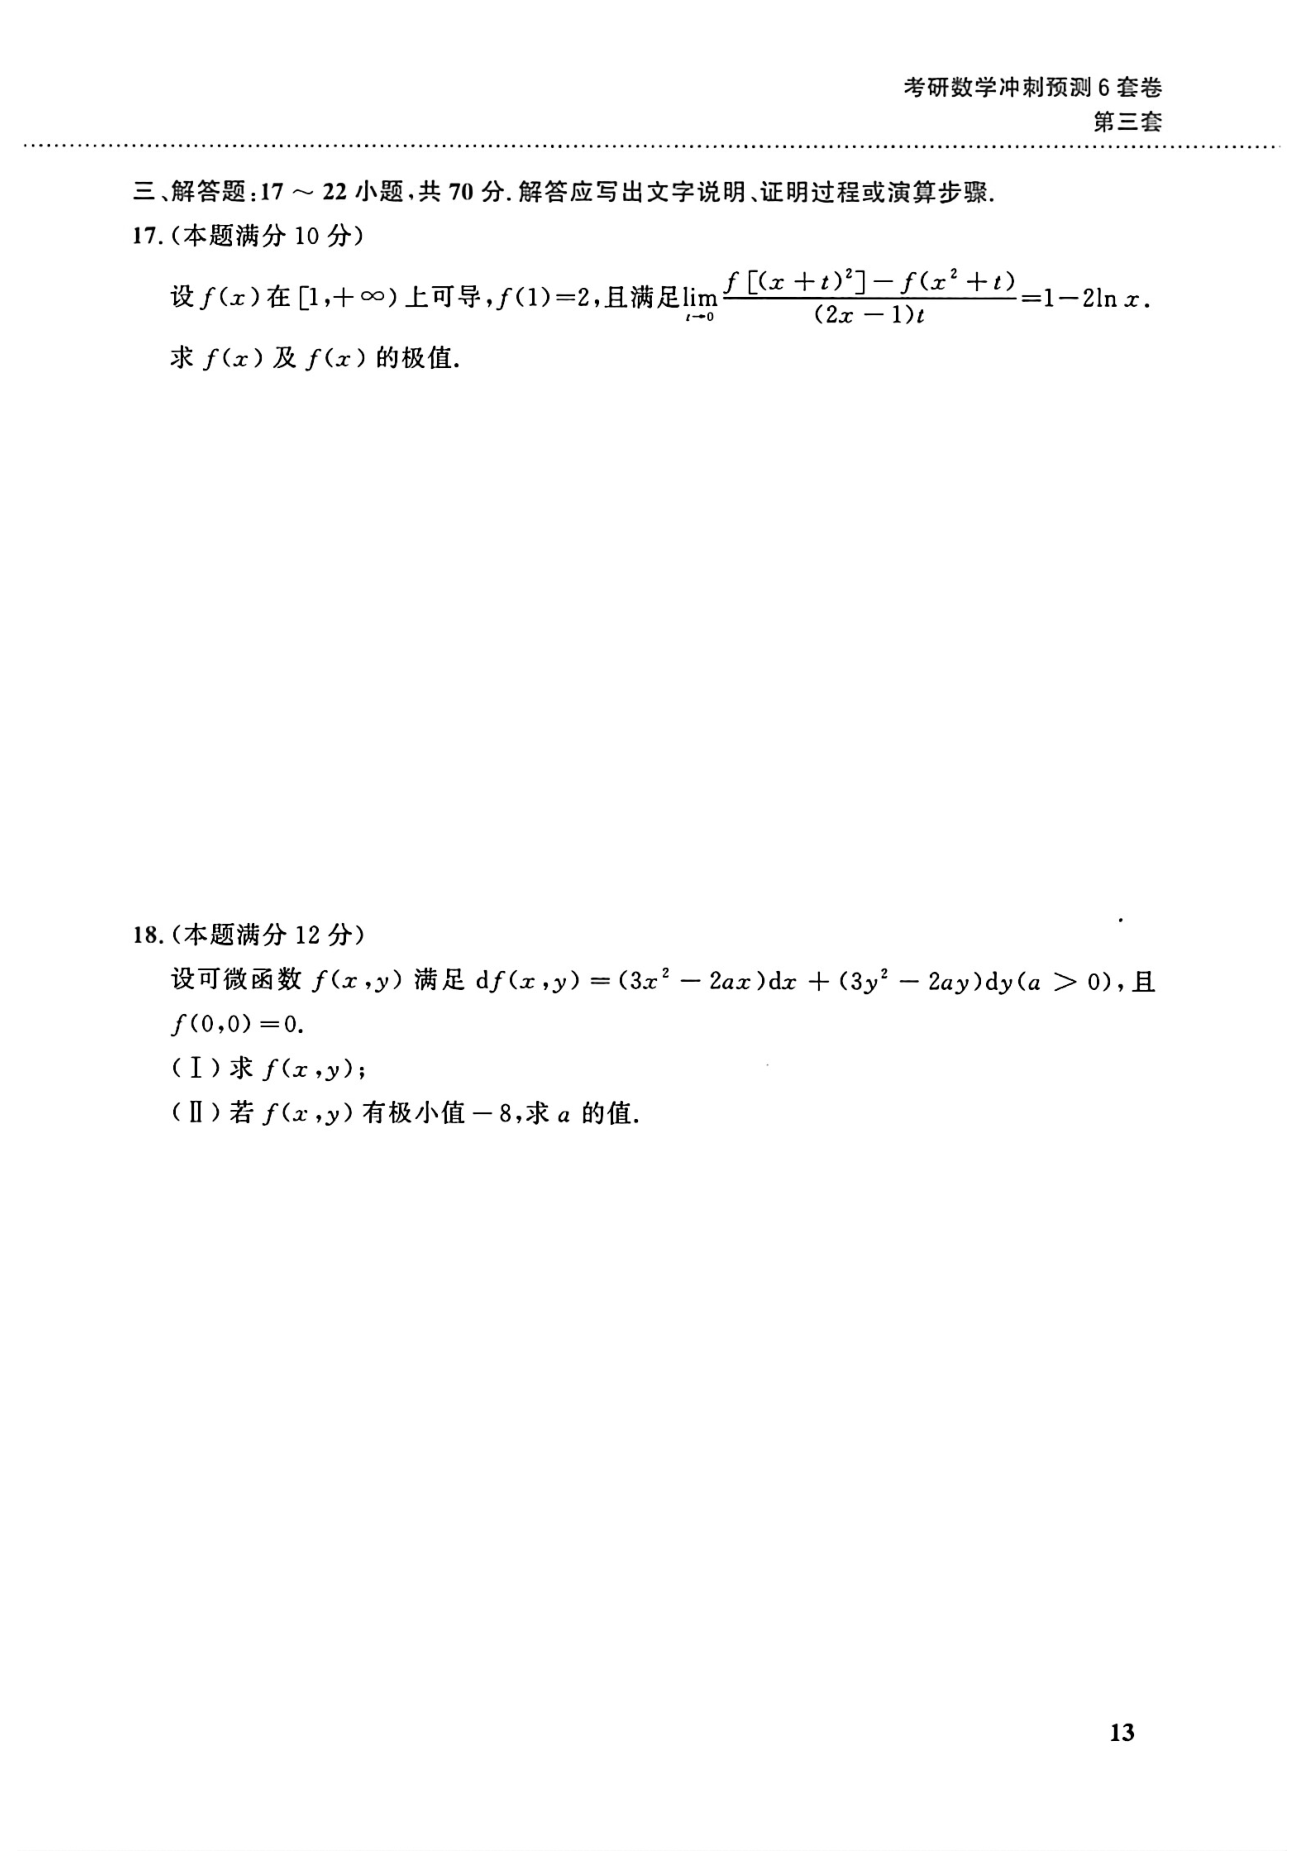 考研数学冲刺预测 6 套卷
第三套
三、解答题:17 ~ 22 小题,共 70 分. 解答应写出文字说明、证明过程或演算步骤.
17.(本题满分 10 分)
设 f(x)在[1,+∞)上可导,f(1)=2,且满足lim_{t→0} \frac{f[(x+t)²]-f(x²+t)}{(2x-1)t}=1-2ln x.
求 f(x)及 f(x)的极值.
18.(本题满分 12 分)
设可微函数 f(x,y) 满足 df(x,y)=(3x²-2ax)dx+(3y²-2ay)dy(a>0),且
f(0,0)=0.
(Ⅰ)求 f(x,y);
(Ⅱ)若 f(x,y)有极小值-8,求 a 的值.
13